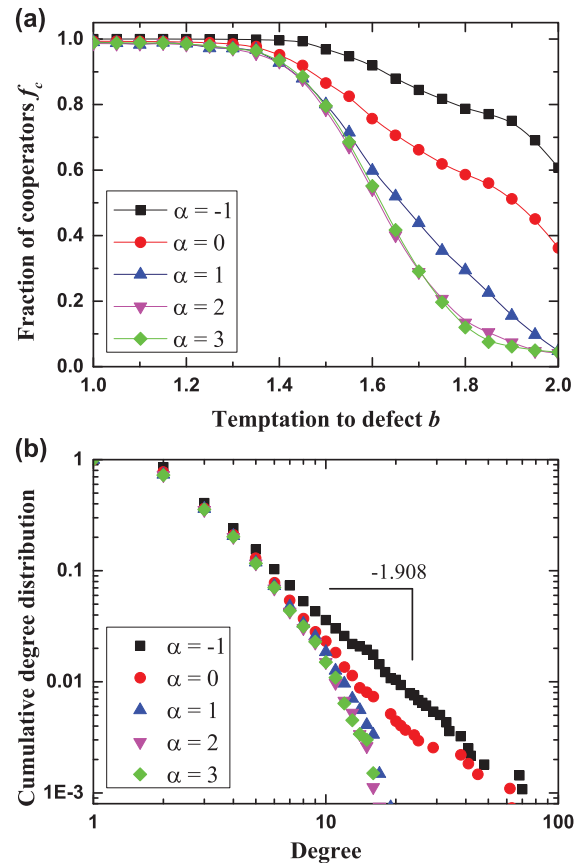 (a)
1.0
0.8
0.6
0.4
0.2
0.0
Fraction of cooperators f_c
α = -1
α = 0
α = 1
α = 2
α = 3
1.0 1.2 1.4 1.6 1.8 2.0
Temptation to defect b
(b)
1
0.1
0.01
1E-3
Cumulative degree distribution
-1.908
α = -1
α = 0
α = 1
α = 2
α = 3
1 10 100
Degree